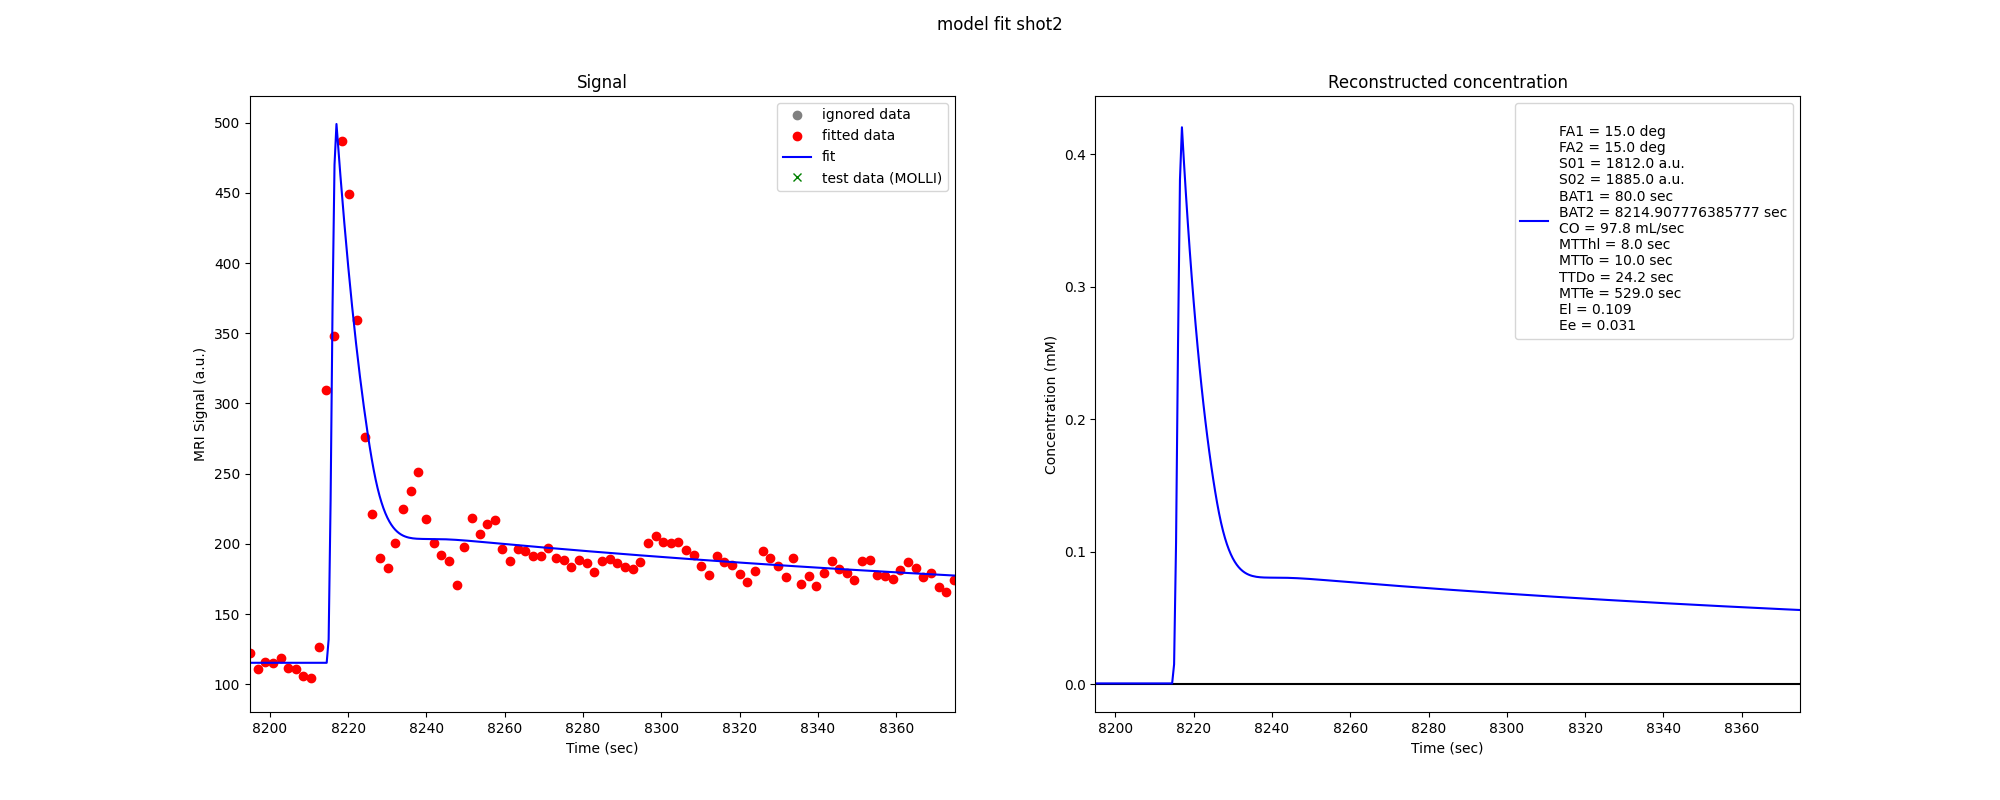 model fit shot2
Signal
MRI Signal (a.u.)
500
450
400
350
300
250
200
150
100
8200 8220 8240 8260 8280 8300 8320 8340 8360
Time (sec)
ignored data
fitted data
fit
test data (MOLLI)
Reconstructed concentration
Concentration (mM)
0.4
0.3
0.2
0.1
0.0
8200 8220 8240 8260 8280 8300 8320 8340 8360
Time (sec)
FA1 = 15.0 deg
FA2 = 15.0 deg
S01 = 1812.0 a.u.
S02 = 1885.0 a.u.
BAT1 = 80.0 sec
BAT2 = 8214.907776385777 sec
CO = 97.8 mL/sec
MTThl = 8.0 sec
MTTo = 10.0 sec
TTDo = 24.2 sec
MTTe = 529.0 sec
El = 0.109
Ee = 0.031